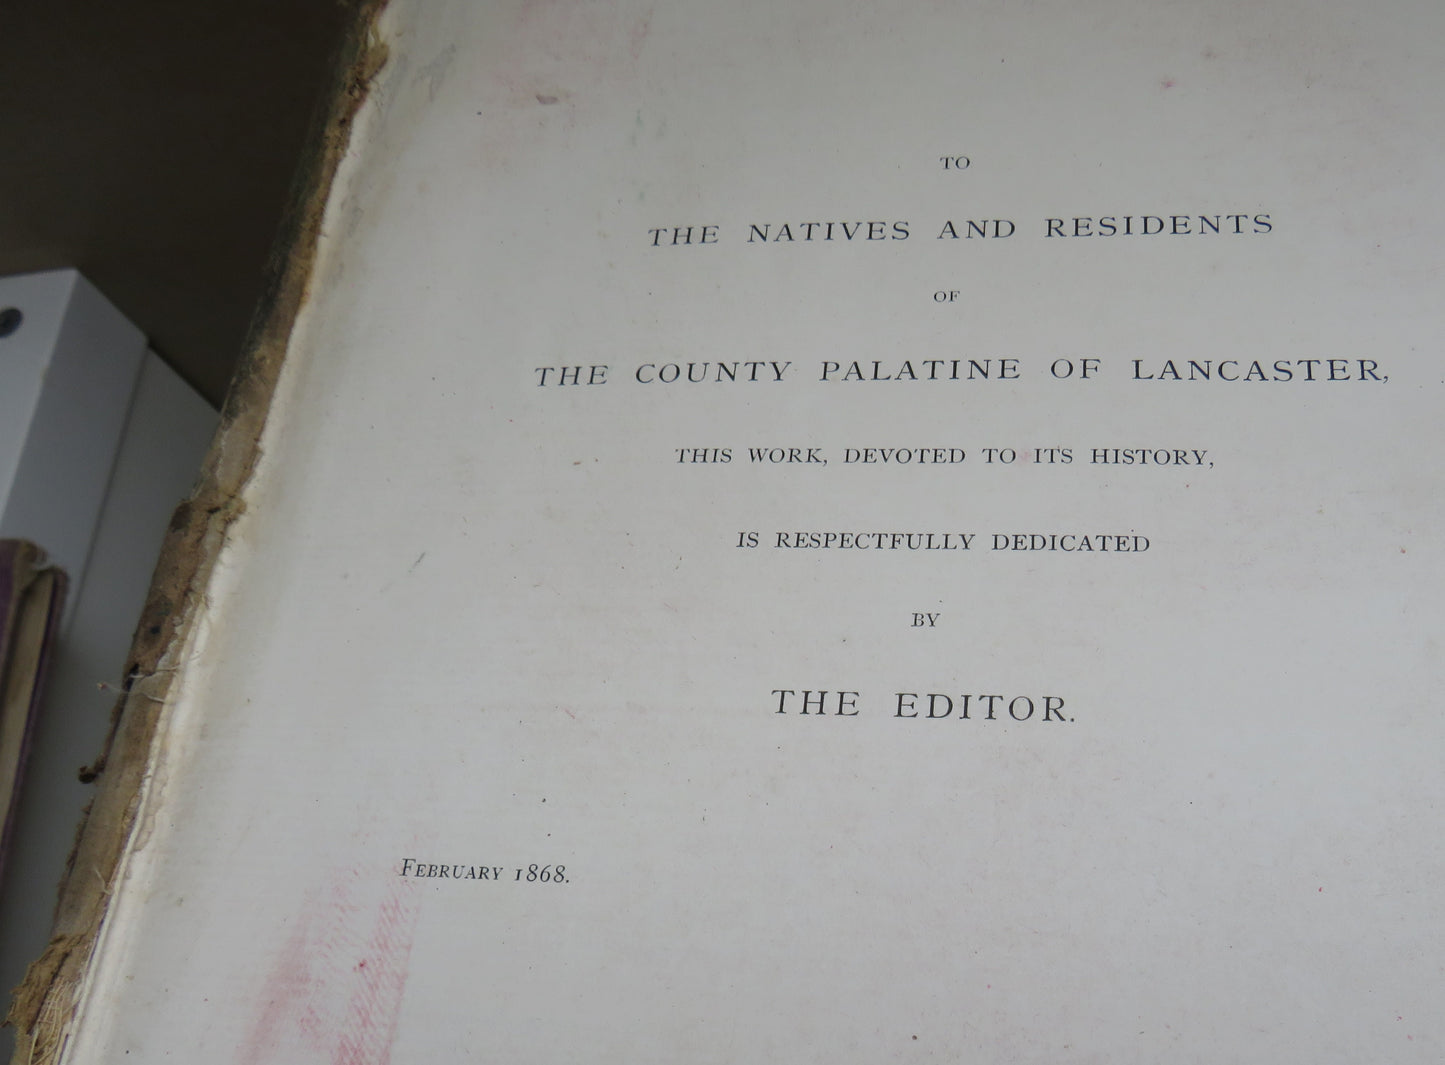 TO
THE NATIVES AND RESIDENTS
OF
THE COUNTY PALATINE OF LANCASTER,
THIS WORK, DEVOTED TO ITS HISTORY,
IS RESPECTFULLY DEDICATED
BY
THE EDITOR.
FEBRUARY 1868.